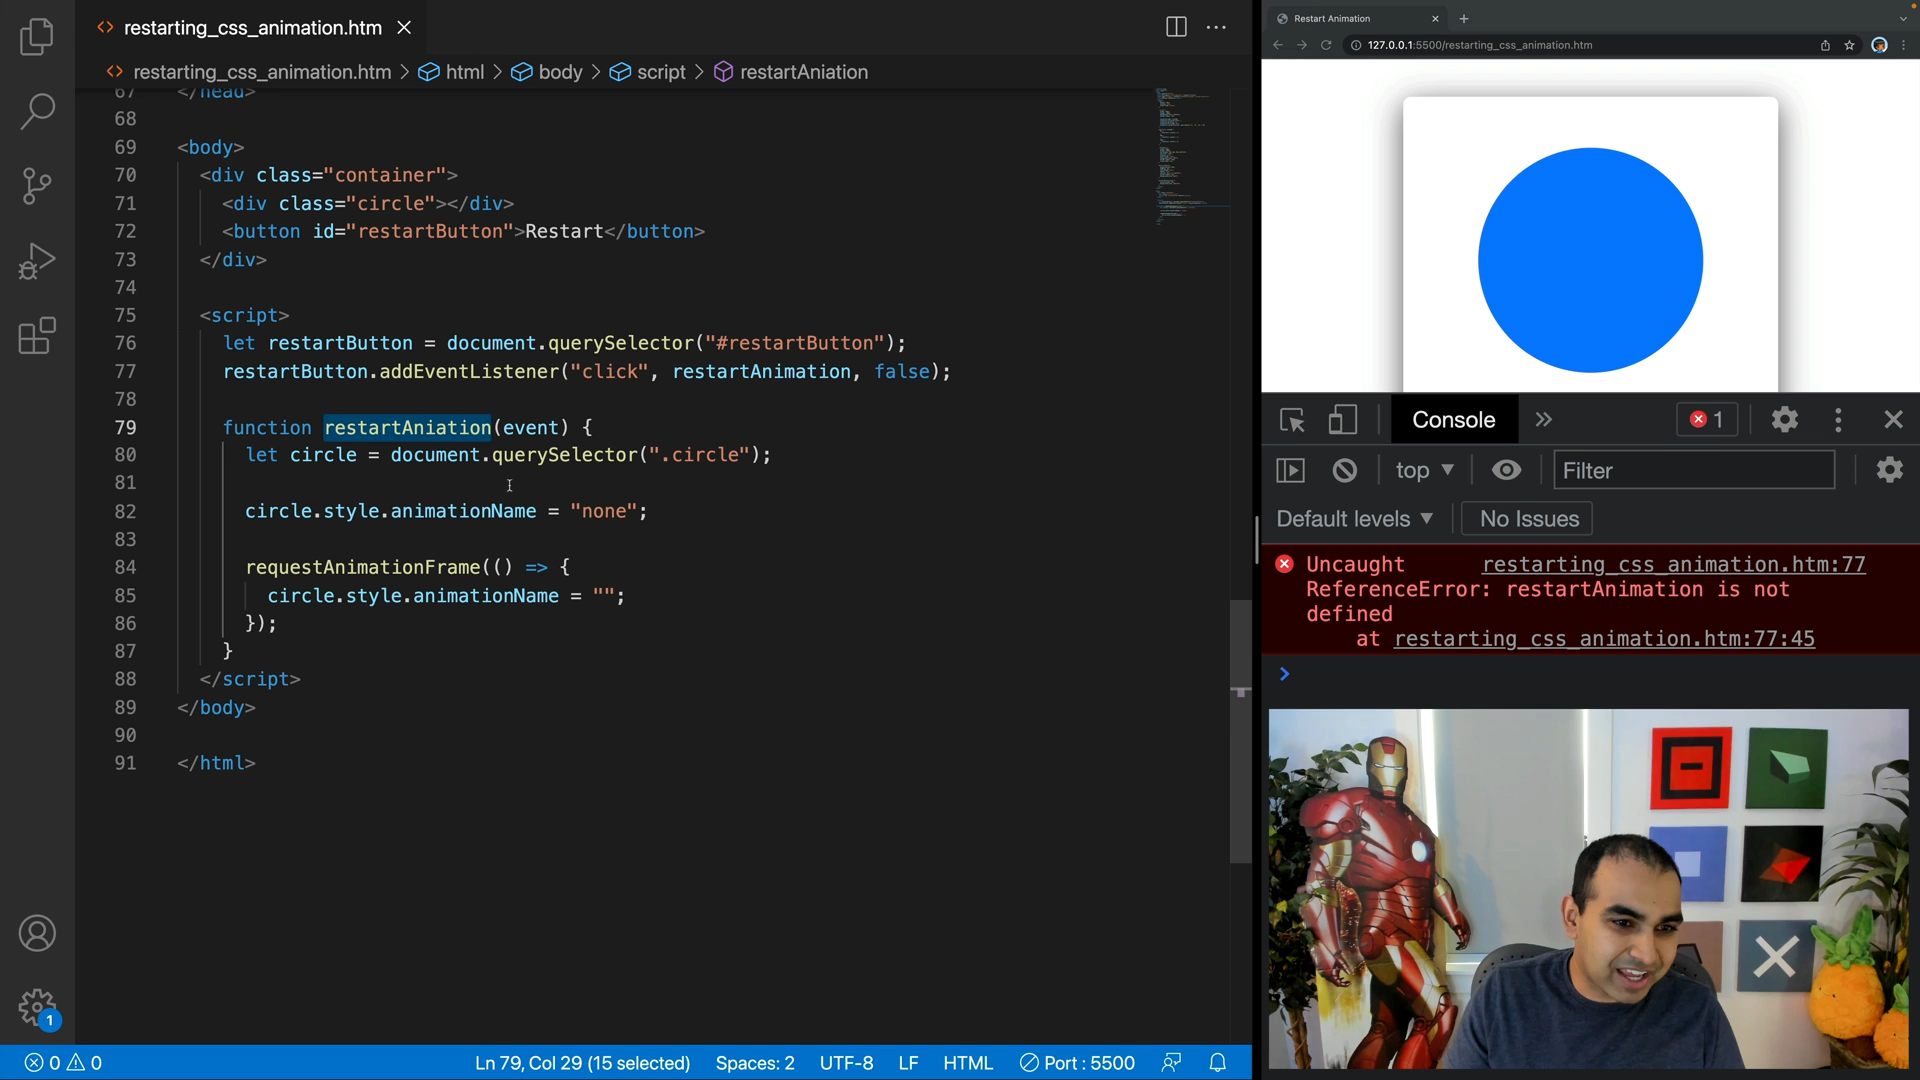 restarting_css_animation.htm
restarting_css_animation.htm > html > body > script > restartAniation
67 </head>
68
69 <body>
70 <div class="container">
71 <div class="circle"></div>
72 <button id="restartButton">Restart</button>
73 </div>
74
75 <script>
76 let restartButton = document.querySelector("#restartButton");
77 restartButton.addEventListener("click", restartAnimation, false);
78
79 function restartAniation(event) {
80 let circle = document.querySelector(".circle");
81
82 circle.style.animationName = "none";
83
84 requestAnimationFrame(() => {
85 circle.style.animationName = "";
86 });
87 }
88 </script>
89 </body>
90
91 </html>
1
0 0
Ln 79, Col 29 (15 selected)
Spaces: 2
UTF-8
LF
HTML
Port : 5500
Restart Animation
127.0.0.1:5500/restarting_css_animation.htm
Console
1
top
Filter
Default levels
No Issues
Uncaught restarting_css_animation.htm:77
ReferenceError: restartAnimation is not
defined
at restarting_css_animation.htm:77:45